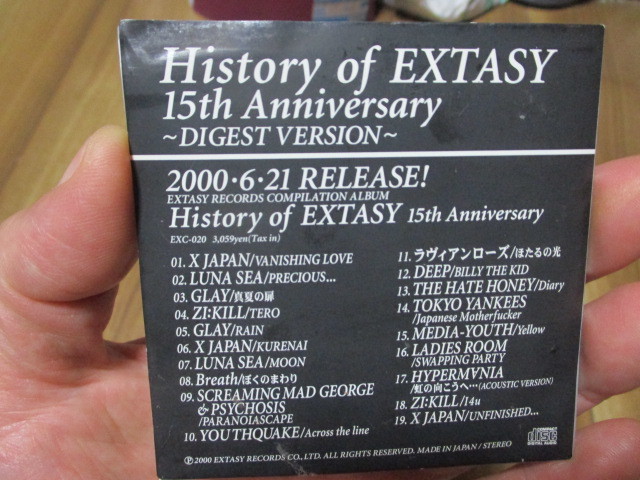 History of EXTASY
15th Anniversary
~DIGEST VERSION~
2000·6·21 RELEASE!
EXTASY RECORDS COMPILATION ALBUM
History of EXTASY 15th Anniversary
EXC-020 3,059yen(Tax in)
01. X JAPAN/VANISHING LOVE
02. LUNA SEA/PRECIOUS...
03. GLAY/真夏の扉
04. ZI:KILL/TERO
05. GLAY/RAIN
06. X JAPAN/KURENAI
07. LUNA SEA/MOON
08. Breath/ぼくのまわり
09. SCREAMING MAD GEORGE
& PSYCHOSIS
/PARANOIASCAPE
10. YOUTHQUAKE/Across the line
11. ラヴィアンローズ/ほたるの光
12. DEEP/BILLY THE KID
13. THE HATE HONEY/Diary
14. TOKYO YANKEES
/Japanese Motherfucker
15. MEDIA-YOUTH/Yellow
16. LADIES ROOM
/SWAPPING PARTY
17. HYPERMVNIA
/虹の向こうへ…(ACOUSTIC VERSION)
18. ZI:KILL/14u
19. X JAPAN/UNFINISHED...
COMPACT
disc
DIGITAL AUDIO
Ⓟ 2000 EXTASY RECORDS CO., LTD. ALL RIGHTS RESERVED. MADE IN JAPAN / STEREO